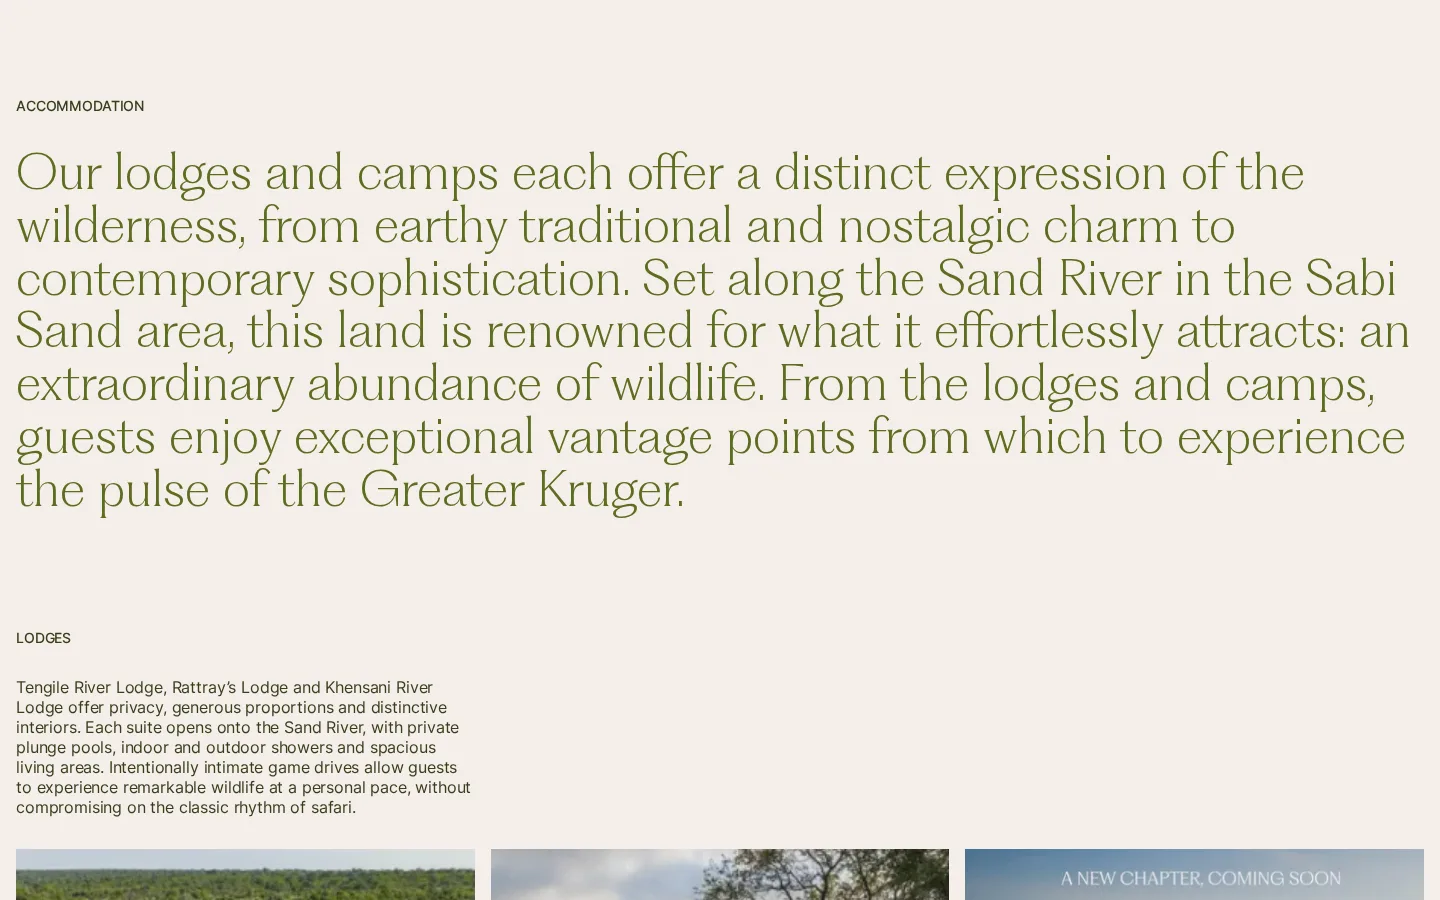 ACCOMMODATION
Our lodges and camps each offer a distinct expression of the
wilderness, from earthy traditional and nostalgic charm to
contemporary sophistication. Set along the Sand River in the Sabi
Sand area, this land is renowned for what it effortlessly attracts: an
extraordinary abundance of wildlife. From the lodges and camps,
guests enjoy exceptional vantage points from which to experience
the pulse of the Greater Kruger.
LODGES
Tengile River Lodge, Rattray’s Lodge and Khensani River
Lodge offer privacy, generous proportions and distinctive
interiors. Each suite opens onto the Sand River, with private
plunge pools, indoor and outdoor showers and spacious
living areas. Intentionally intimate game drives allow guests
to experience remarkable wildlife at a personal pace, without
compromising on the classic rhythm of safari.
A NEW CHAPTER, COMING SOON